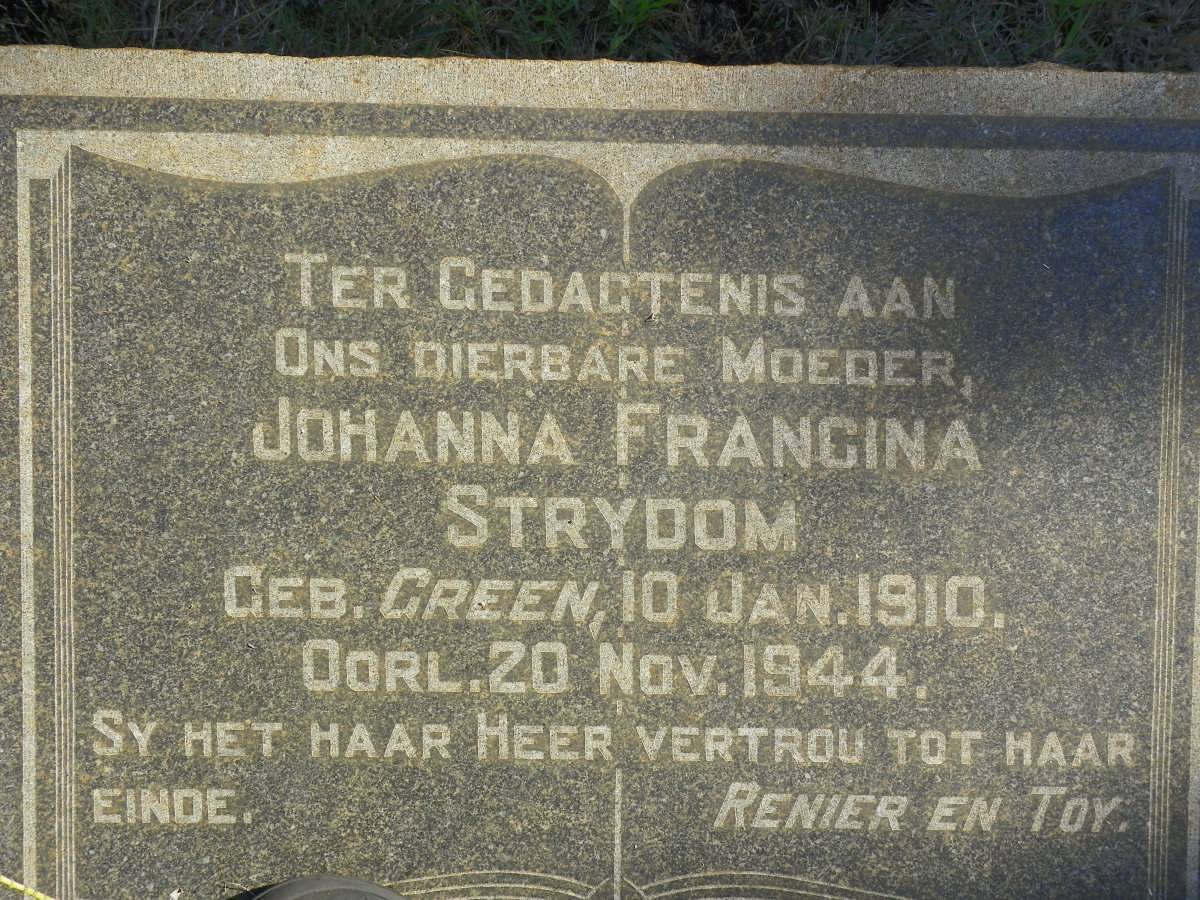 TER GEDAGTENIS AAN
ONS DIERBARE MOEDER,
JOHANNA FRANCINA
STRYDOM
GEB. GREEN, 10 JAN. 1910.
OORL. 20 NOV. 1944.
SY HET HAAR HEER VERTROU TOT HAAR
EINDE. RENIER EN TOY.